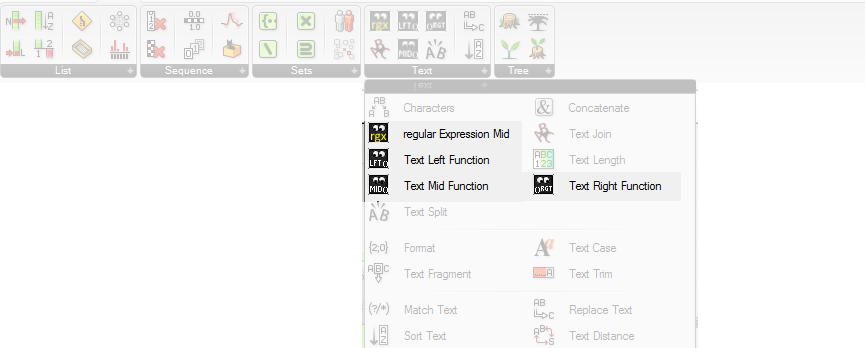 List
Sequence
Sets
Text
Tree
Text
Characters
Concatenate
regular Expression Mid
Text Join
Text Left Function
Text Length
Text Mid Function
Text Right Function
Text Split
Format
Text Case
Text Fragment
Text Trim
Match Text
Replace Text
Sort Text
Text Distance